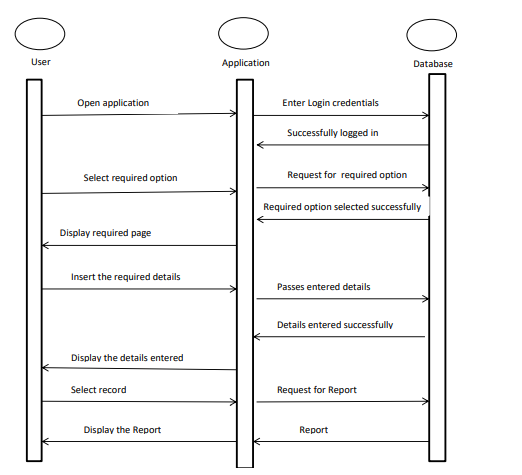 User
Application
Database
Open application
Enter Login credentials
Successfully logged in
Select required option
Request for required option
Required option selected successfully
Display required page
Insert the required details
Passes entered details
Details entered successfully
Display the details entered
Select record
Request for Report
Display the Report
Report